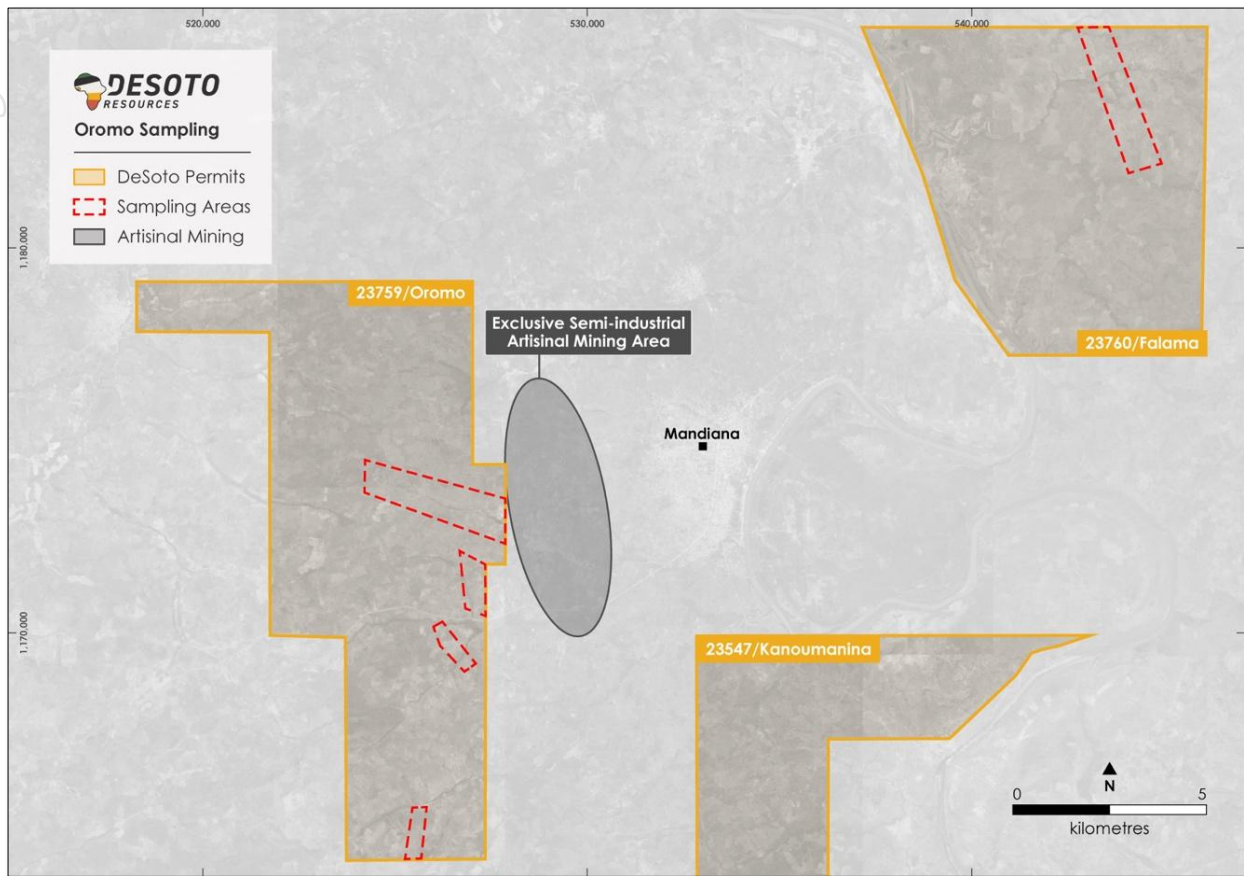 520,000
530,000
540,000
DESOTO
RESOURCES
Oromo Sampling
DeSoto Permits
Sampling Areas
Artisinal Mining
1,180,000
23759/Oromo
Exclusive Semi-industrial
Artisinal Mining Area
23760/Falama
Mandiana
1,170,000
23547/Kanoumanina
N
0 5
kilometres